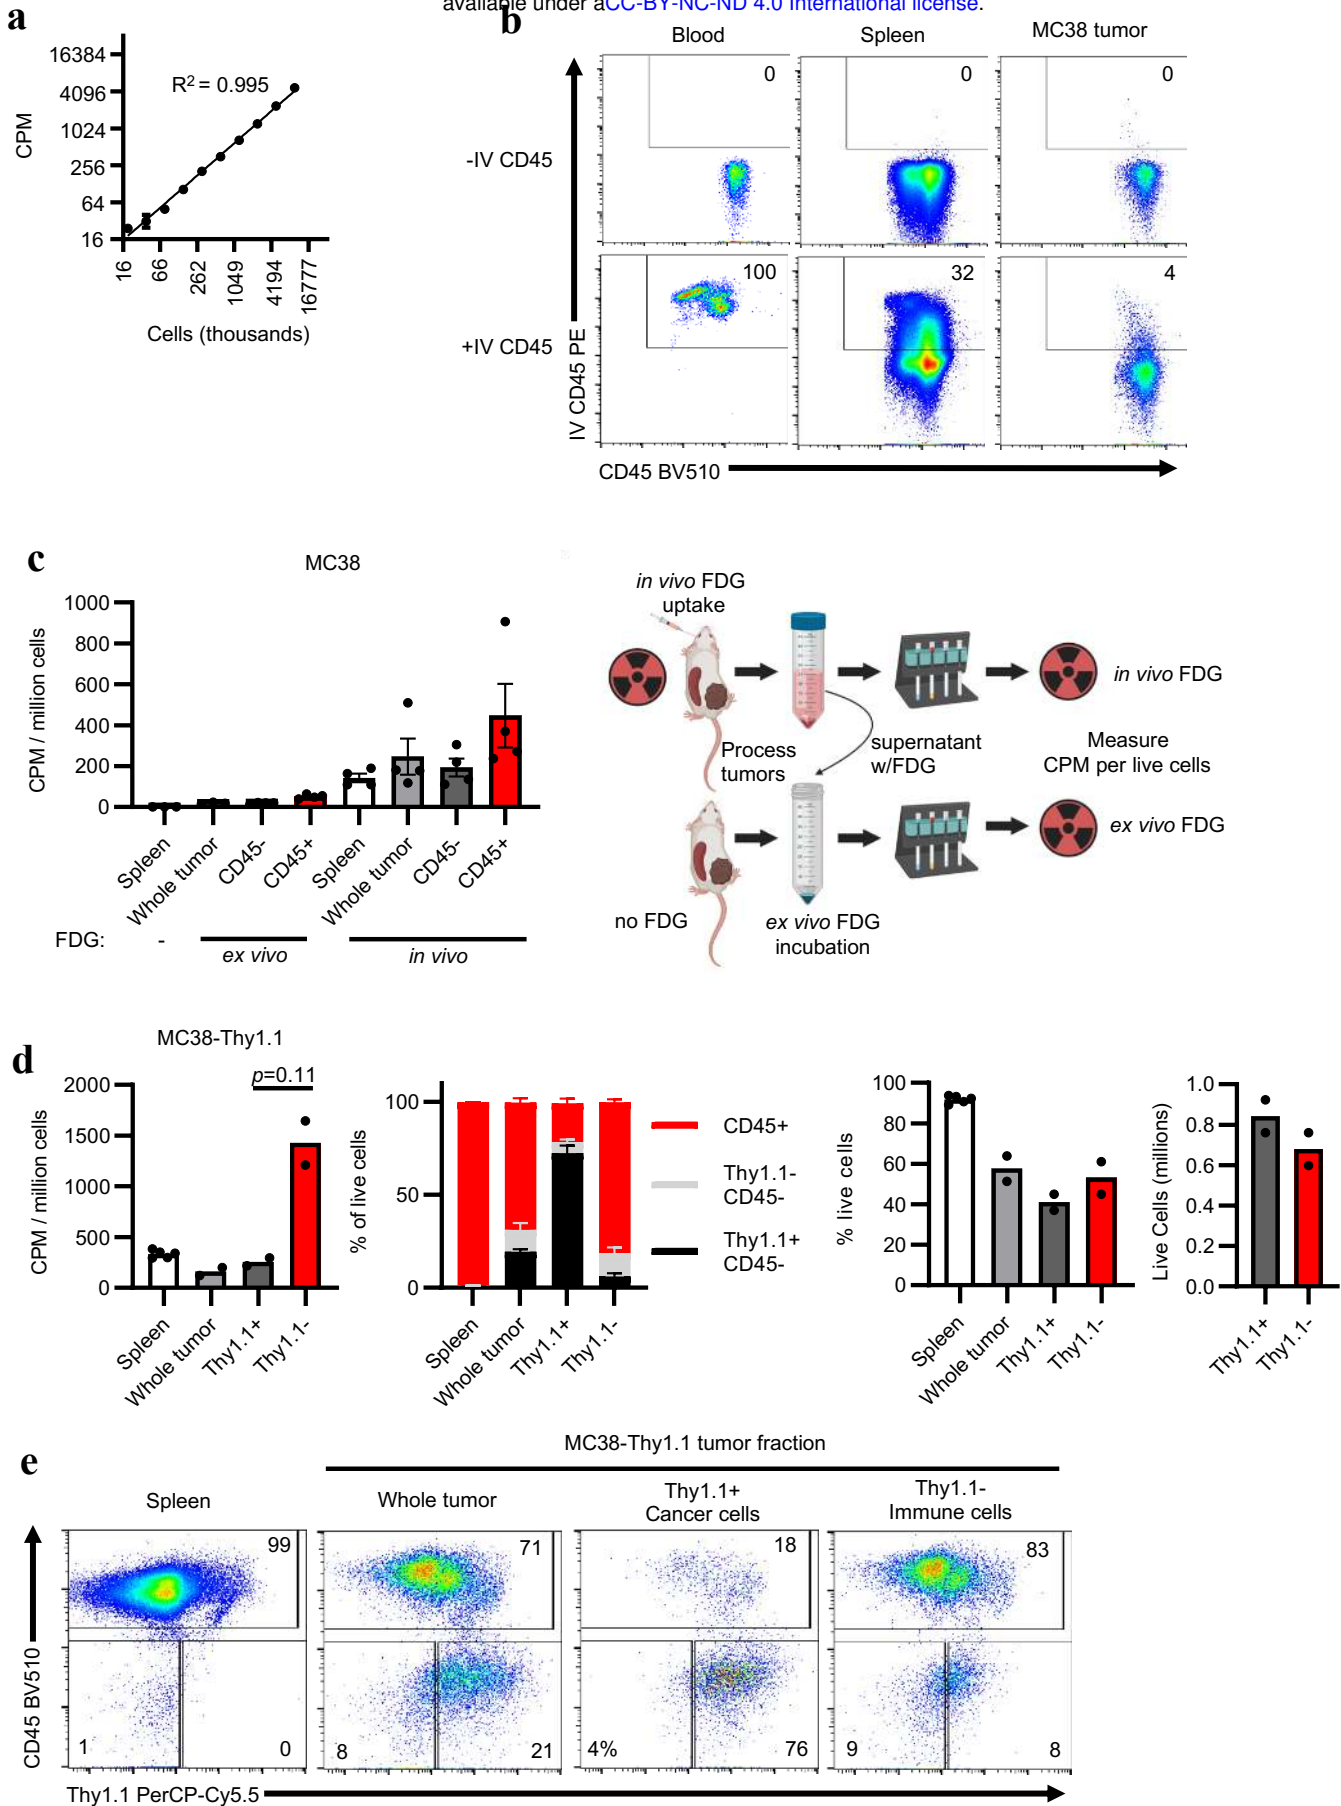 available under aCC-BY-NC-ND 4.0 International license.
a
CPM
16384
4096
1024
256
64
16
R² = 0.995
16
66
262
1049
4194
16777
Cells (thousands)
b
Blood
Spleen
MC38 tumor
-IV CD45
0
0
0
+IV CD45
100
32
4
IV CD45 PE
CD45 BV510
c
MC38
CPM / million cells
1000
800
600
400
200
0
Spleen
Whole tumor
CD45-
CD45+
Spleen
Whole tumor
CD45-
CD45+
FDG:
-
ex vivo
in vivo
in vivo FDG
uptake
in vivo FDG
Process
tumors
supernatant
w/FDG
Measure
CPM per live cells
ex vivo FDG
no FDG
ex vivo FDG
incubation
d
MC38-Thy1.1
CPM / million cells
2000
1500
1000
500
0
p=0.11
Spleen
Whole tumor
Thy1.1+
Thy1.1-
% of live cells
100
50
0
Spleen
Whole tumor
Thy1.1+
Thy1.1-
CD45+
Thy1.1-
CD45-
Thy1.1+
CD45-
% live cells
100
80
60
40
20
0
Spleen
Whole tumor
Thy1.1+
Thy1.1-
Live Cells (millions)
1.0
0.8
0.6
0.4
0.2
0.0
Thy1.1+
Thy1.1-
e
MC38-Thy1.1 tumor fraction
Spleen
Whole tumor
Thy1.1+
Cancer cells
Thy1.1-
Immune cells
99
71
18
83
1
0
8
21
4%
76
9
8
CD45 BV510
Thy1.1 PerCP-Cy5.5